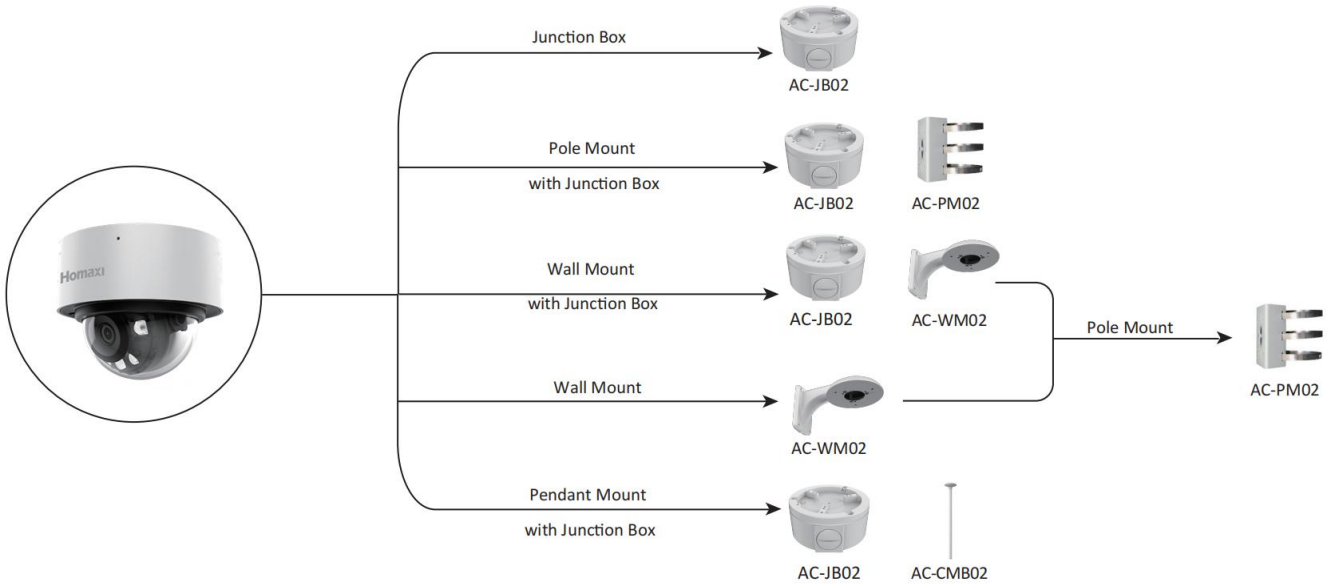 Junction Box
AC-JB02
Pole Mount
with Junction Box
AC-JB02
AC-PM02
Homaxi
Wall Mount
with Junction Box
AC-JB02
AC-WM02
Pole Mount
AC-PM02
Wall Mount
AC-WM02
Pendant Mount
with Junction Box
AC-JB02
AC-CMB02